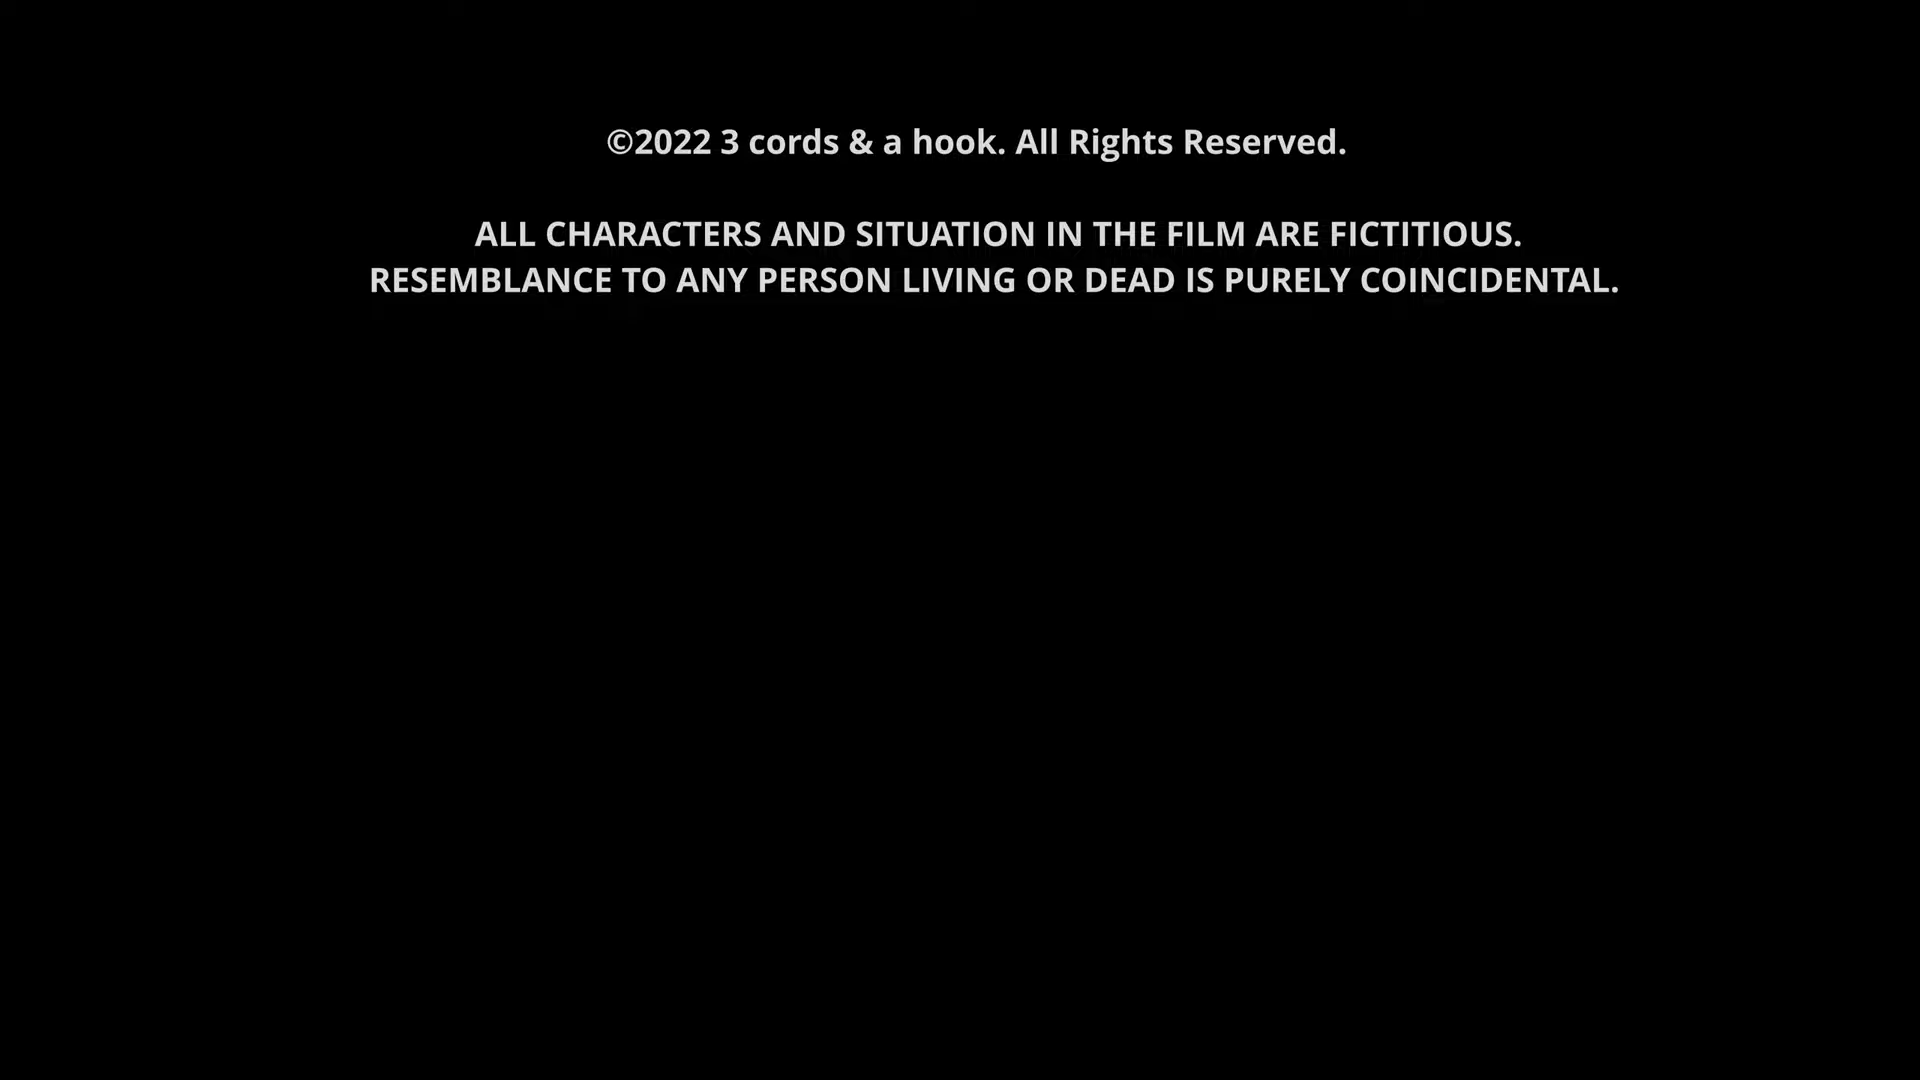 ©2022 3 cords & a hook. All Rights Reserved.
ALL CHARACTERS AND SITUATION IN THE FILM ARE FICTITIOUS.
RESEMBLANCE TO ANY PERSON LIVING OR DEAD IS PURELY COINCIDENTAL.